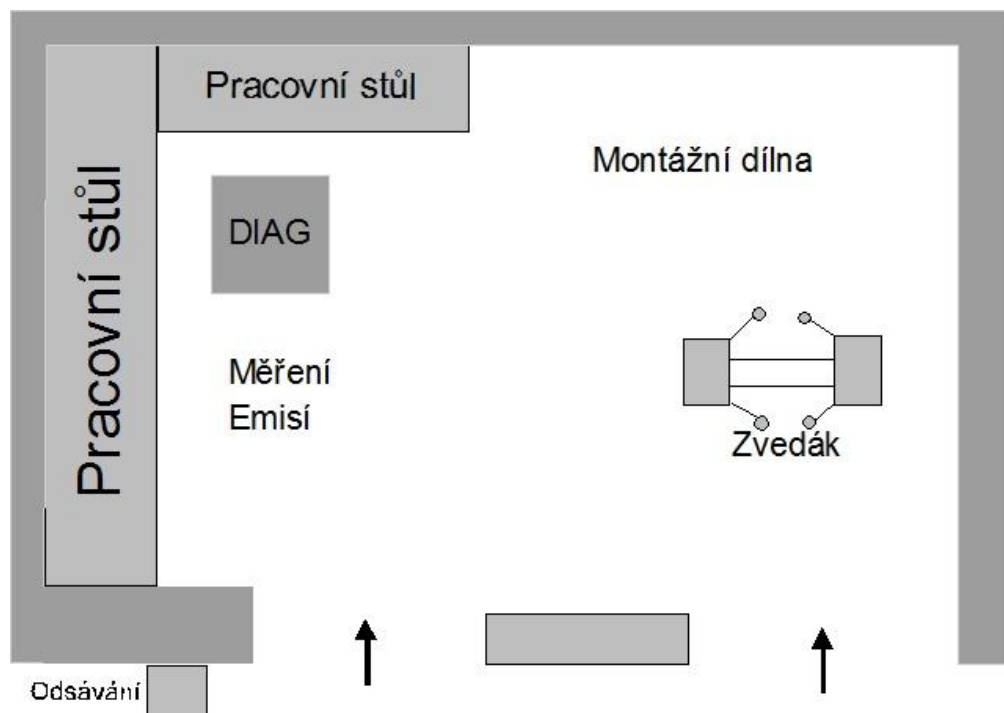 Pracovní stůl
Pracovní stůl
Montážní dílna
DIAG
Měření
Emisí
Zvedák
Odsávání